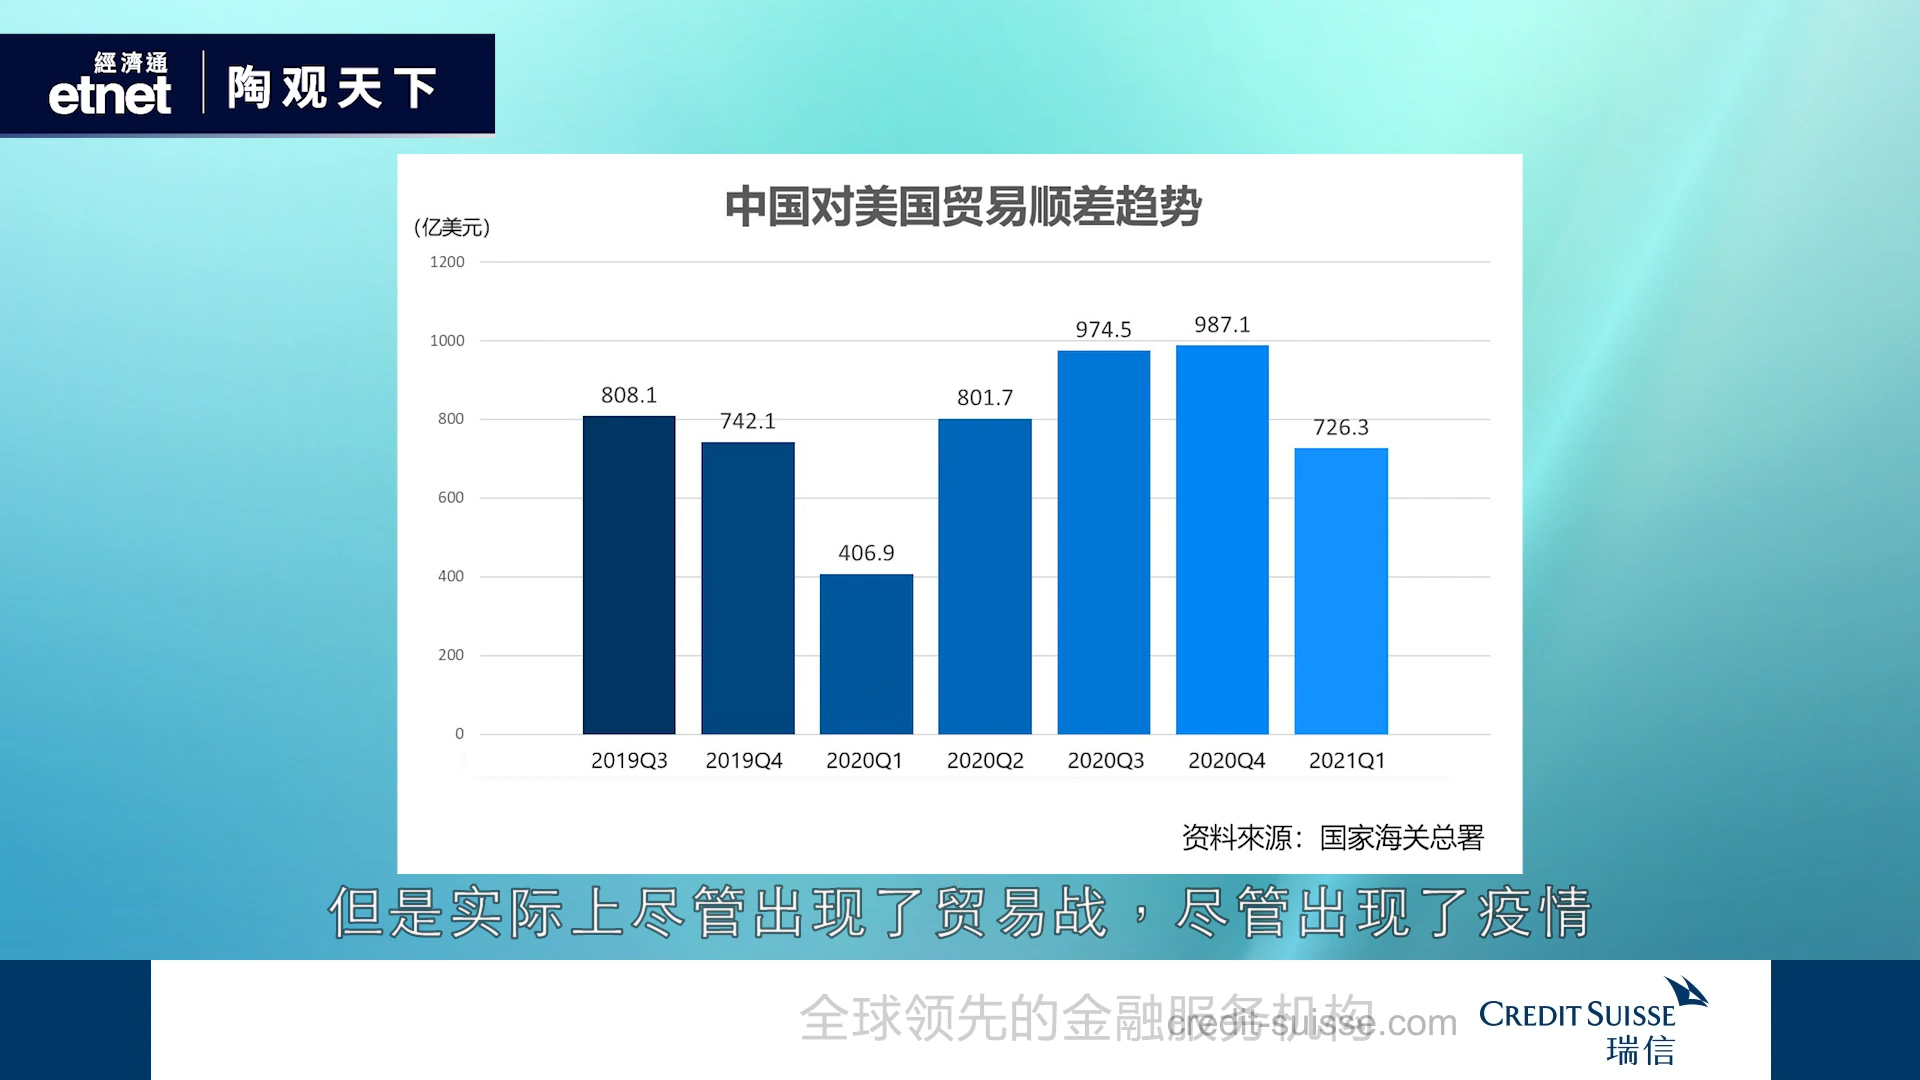 經濟通
etnet
陶观天下
中国对美国贸易顺差趋势
(亿美元)
1200
1000
800
600
400
200
0
808.1
742.1
406.9
801.7
974.5
987.1
726.3
2019Q3 2019Q4 2020Q1 2020Q2 2020Q3 2020Q4 2021Q1
资料來源：国家海关总署
但是实际上尽管出现了贸易战，尽管出现了疫情
全球领先的金融服务机构
credit-suisse.com
CREDIT SUISSE
瑞信